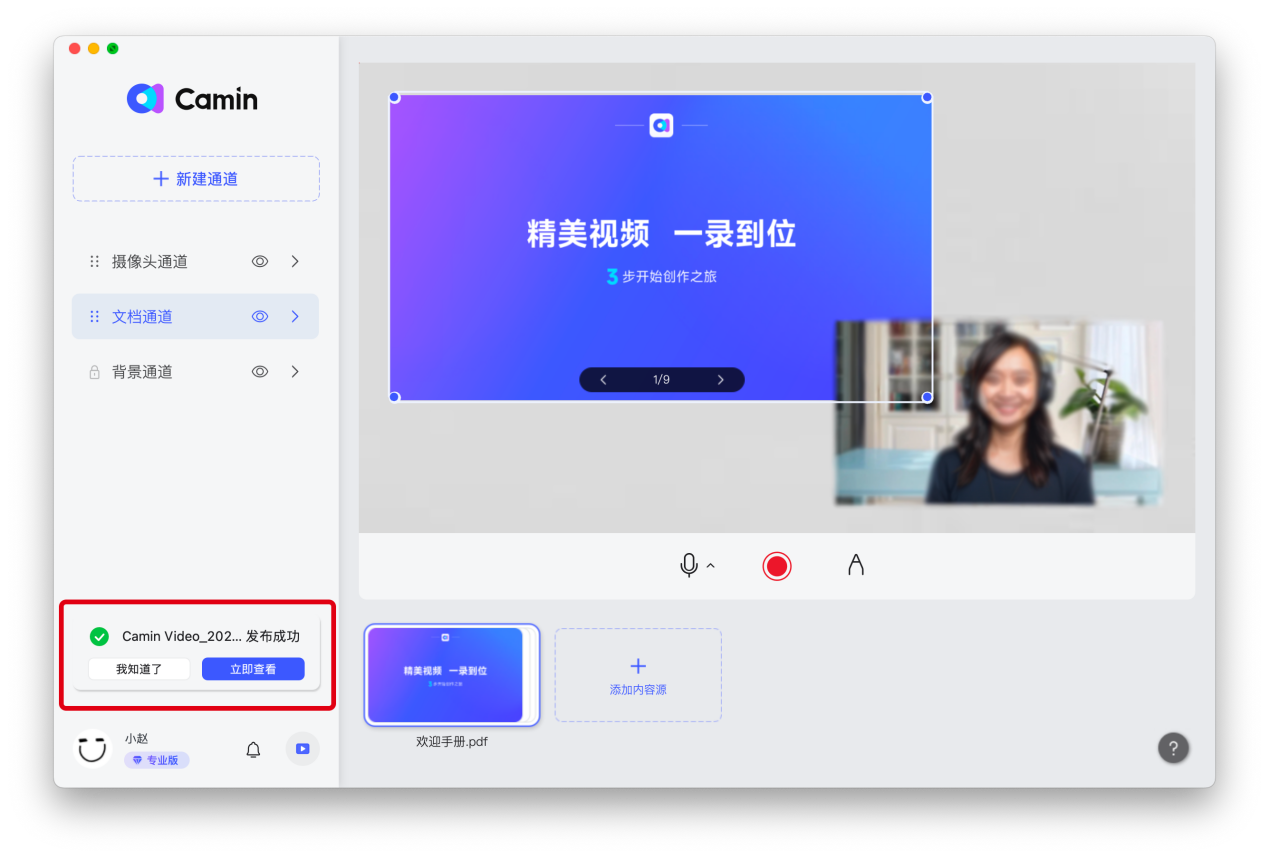 Camin
新建通道
摄像头通道
文档通道
背景通道
精美视频 一录到位
3步开始创作之旅
1/9
Camin Video_202... 发布成功
我知道了
立即查看
小赵
专业版
精美视频 一录到位
3步开始创作之旅
欢迎手册.pdf
添加内容源
?